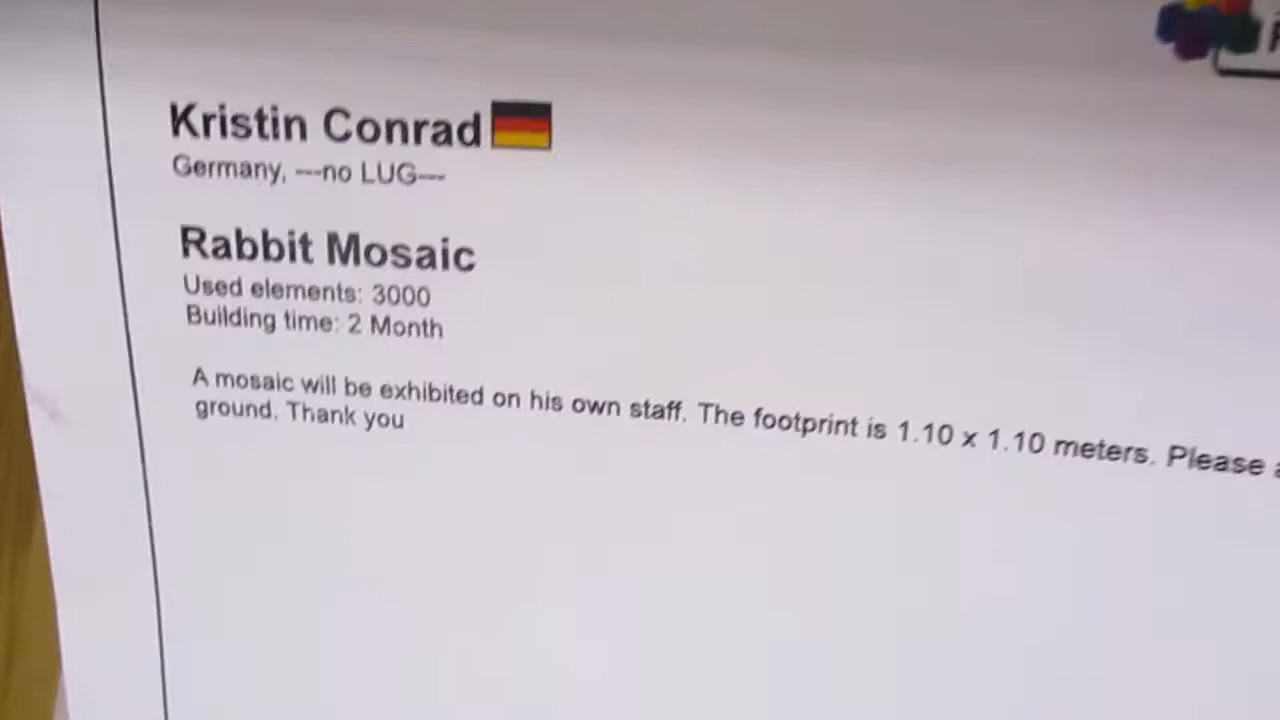 Kristin Conrad
Germany, ---no LUG---
Rabbit Mosaic
Used elements: 3000
Building time: 2 Month
A mosaic will be exhibited on his own staff. The footprint is 1.10 x 1.10 meters. Please
ground. Thank you